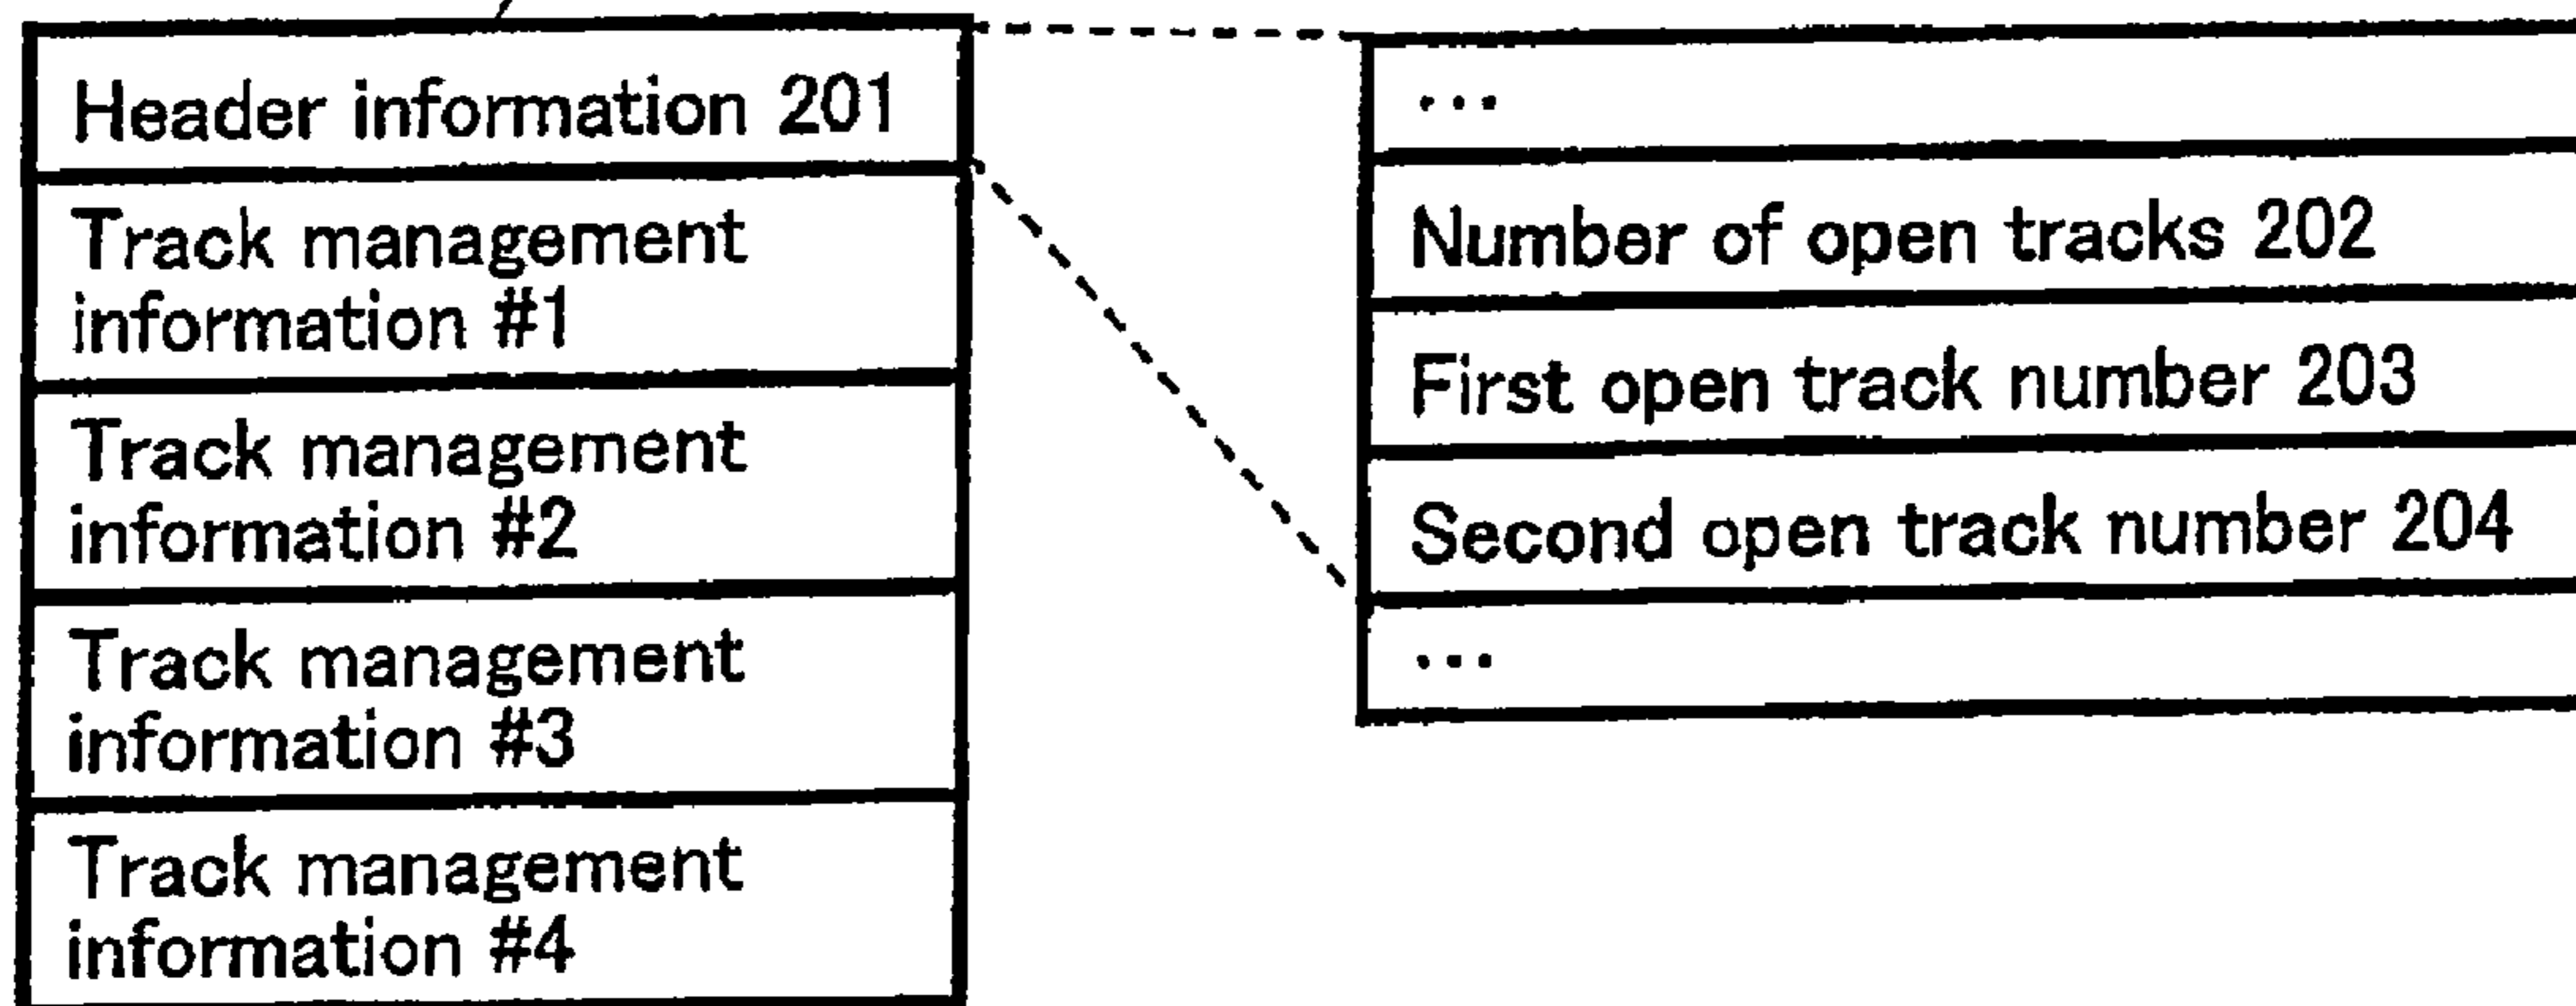 Header information 201
Track management
information #1
Track management
information #2
Track management
information #3
Track management
information #4
...
Number of open tracks 202
First open track number 203
Second open track number 204
...